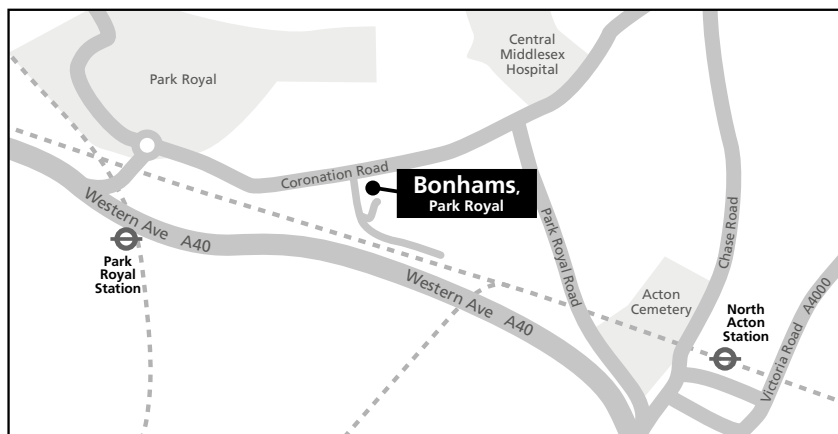 Central
Middlesex
Hospital
Park Royal
Coronation Road
Bonhams,
Park Royal
Western Ave A40
Park
Royal
Station
Park Royal Road
Chase Road
Western Ave A40
Acton
Cemetery
North
Acton
Station
Victoria Road A4000